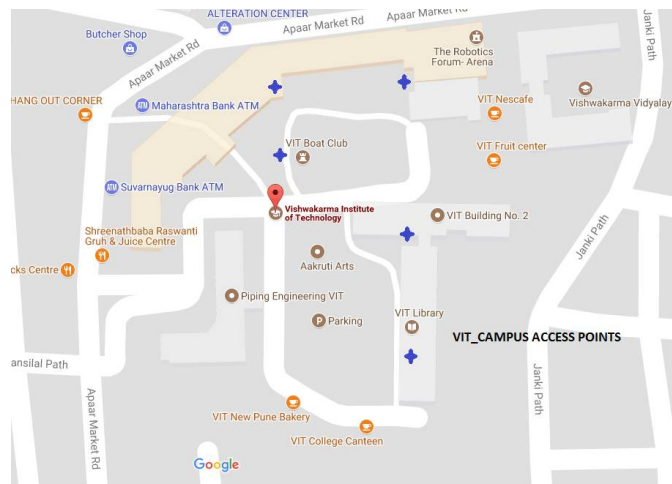 ALTERATION CENTER
Apaar Market Rd
Butcher Shop
The Robotics
Forum- Arena
Apaar Market Rd
HANG OUT CORNER
ATM
Maharashtra Bank ATM
VIT Nescafe
Vishwakarma Vidyalay
Janki Path
VIT Boat Club
VIT Fruit center
ATM
Suvarnayug Bank ATM
Vishwakarma Institute
of Technology
VIT Building No. 2
Shreenathbaba Raswanti
Gruh & Juice Centre
Janki Path
cks Centre
Aakruti Arts
Piping Engineering VIT
VIT Library
P
Parking
VIT_CAMPUS ACCESS POINTS
ansilal Path
Apaar Market Rd
Janki Path
VIT New Pune Bakery
VIT College Canteen
Google